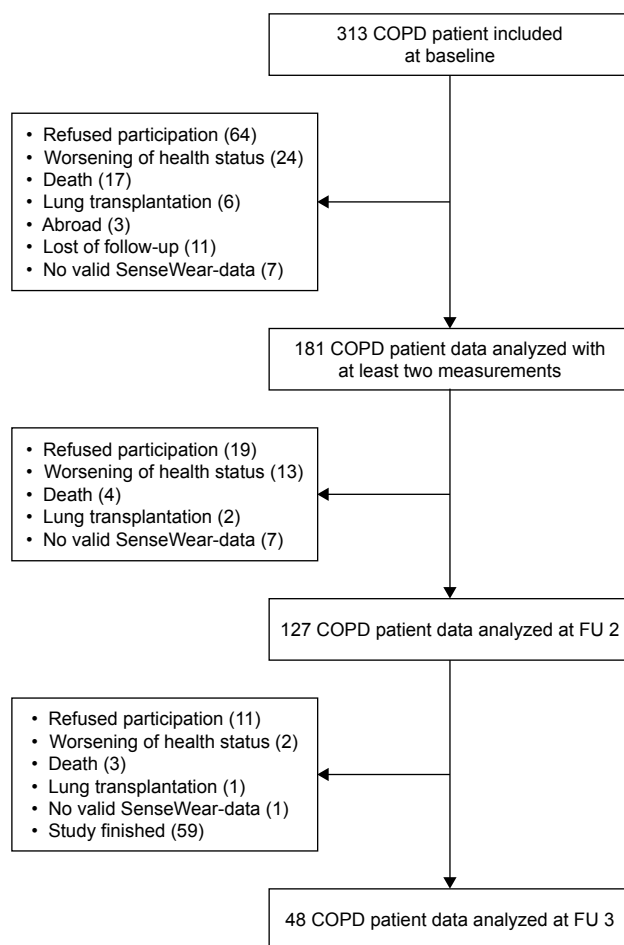 313 COPD patient included
at baseline
• Refused participation (64)
• Worsening of health status (24)
• Death (17)
• Lung transplantation (6)
• Abroad (3)
• Lost of follow-up (11)
• No valid SenseWear-data (7)
181 COPD patient data analyzed with
at least two measurements
• Refused participation (19)
• Worsening of health status (13)
• Death (4)
• Lung transplantation (2)
• No valid SenseWear-data (7)
127 COPD patient data analyzed at FU 2
• Refused participation (11)
• Worsening of health status (2)
• Death (3)
• Lung transplantation (1)
• No valid SenseWear-data (1)
• Study finished (59)
48 COPD patient data analyzed at FU 3